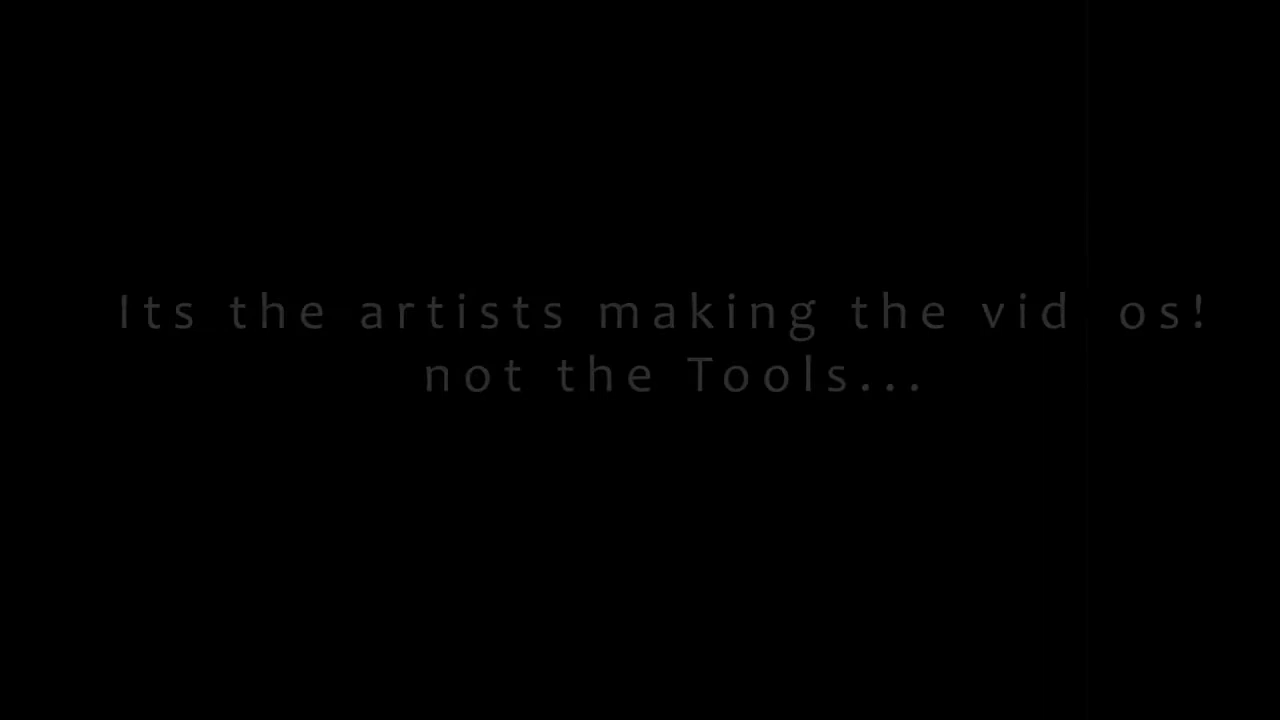 Its the artists making the vid os!
not the Tools...